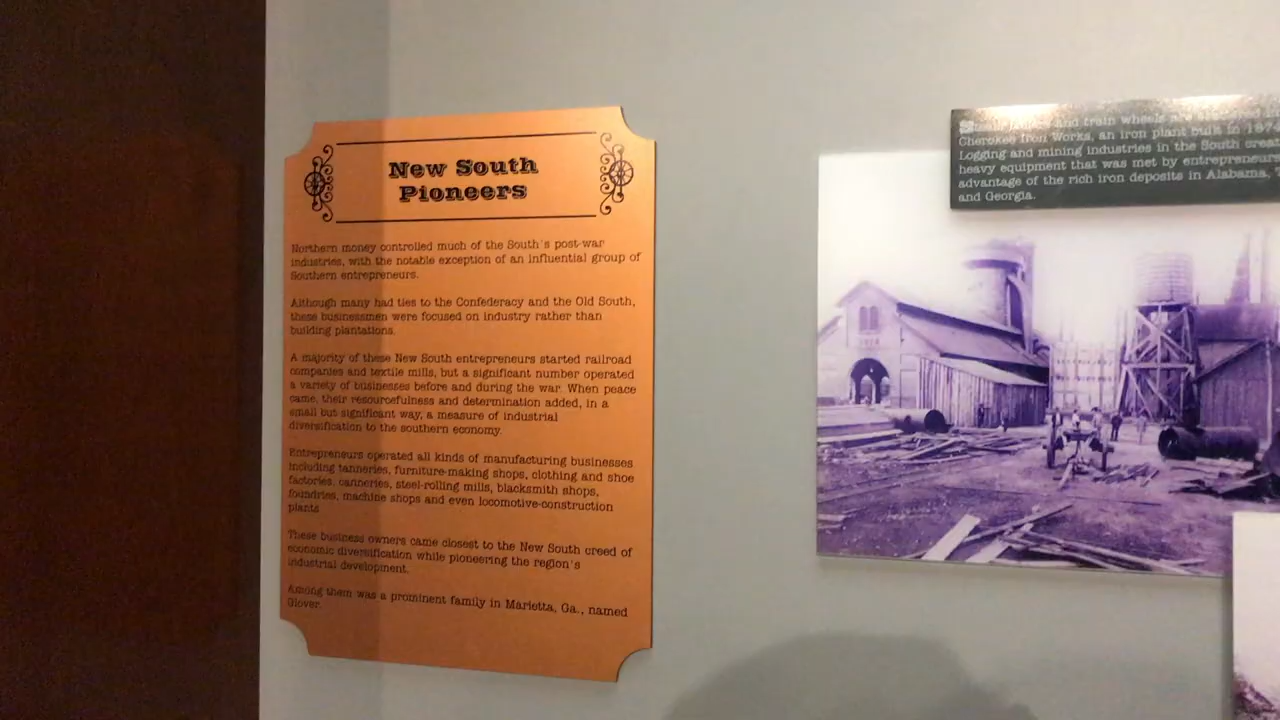 New South
Pioneers
Northern money controlled much of the South's post-war
industries, with the notable exception of an influential group of
Southern entrepreneurs.
Although many had ties to the Confederacy and the Old South,
these businessmen were focused on industry rather than
building plantations.
A majority of these New South entrepreneurs started railroad
companies and textile mills, but a significant number operated
a variety of businesses before and during the war. When peace
came, their resourcefulness and determination added, in a
small but significant way, a measure of industrial
diversification to the southern economy.
Entrepreneurs operated all kinds of manufacturing businesses
including tanneries, furniture-making shops, clothing and shoe
factories, canneries, steel-rolling mills, blacksmith shops,
foundries, machine shops and even locomotive-construction
plants
These business owners came closest to the New South creed of
economic diversification while pioneering the region's
industrial development.
Among them was a prominent family in Marietta, Ga., named
Glover.
and train wheels
Cherokee Iron Works, an iron plant built in 187
Logging and mining industries in the South
heavy equipment that was met by entrepreneurs
advantage of the rich iron deposits in Alabama,
and Georgia.